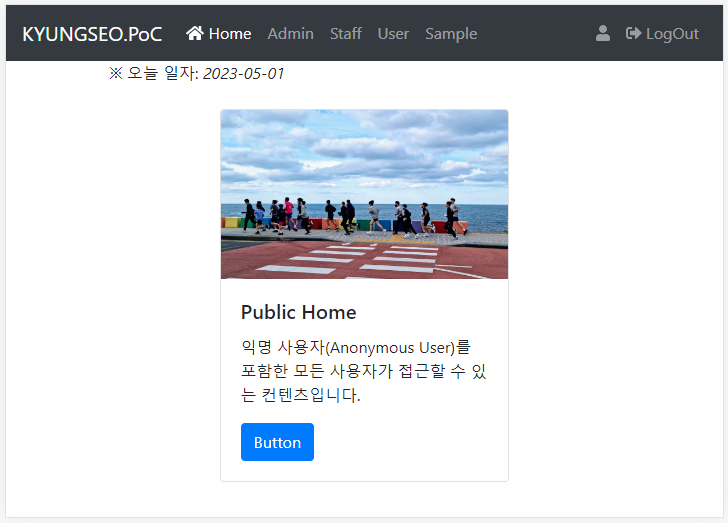 KYUNGSEO.PoC Home Admin Staff User Sample LogOut
※ 오늘 일자: 2023-05-01
Public Home
익명 사용자(Anonymous User)를
포함한 모든 사용자가 접근할 수 있
는 컨텐츠입니다.
Button